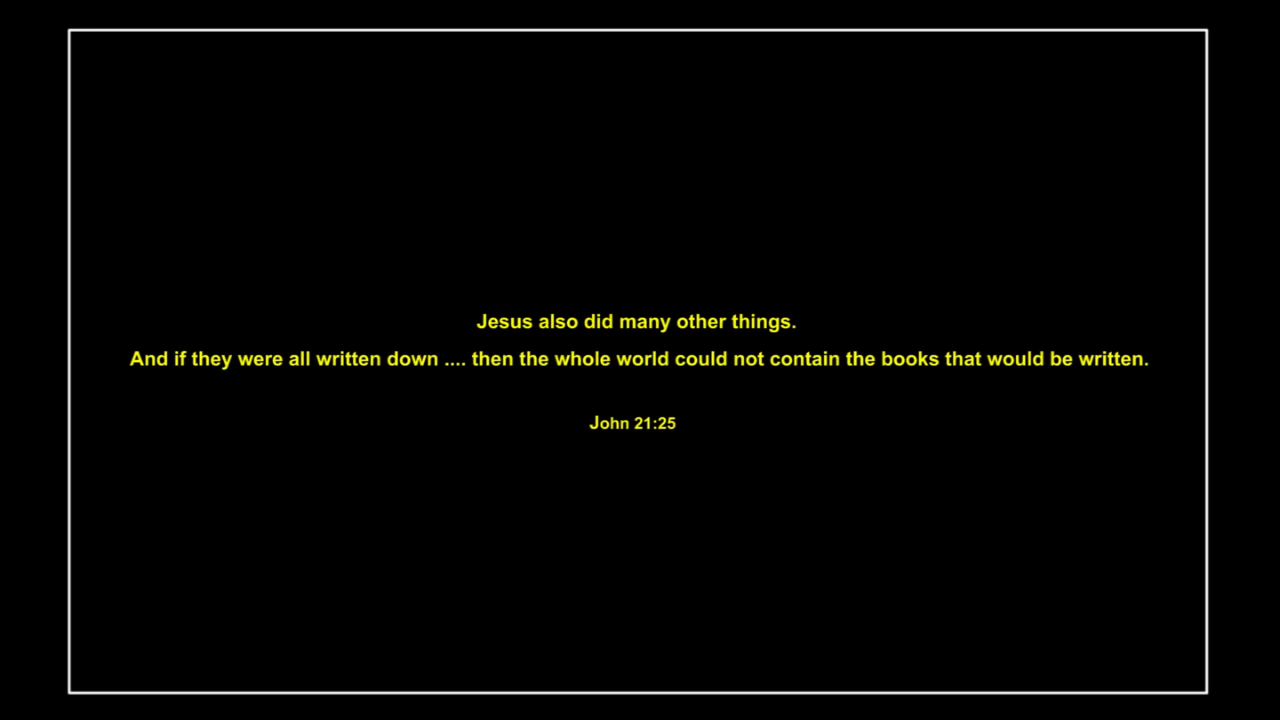 Jesus also did many other things.
And if they were all written down .... then the whole world could not contain the books that would be written.
John 21:25